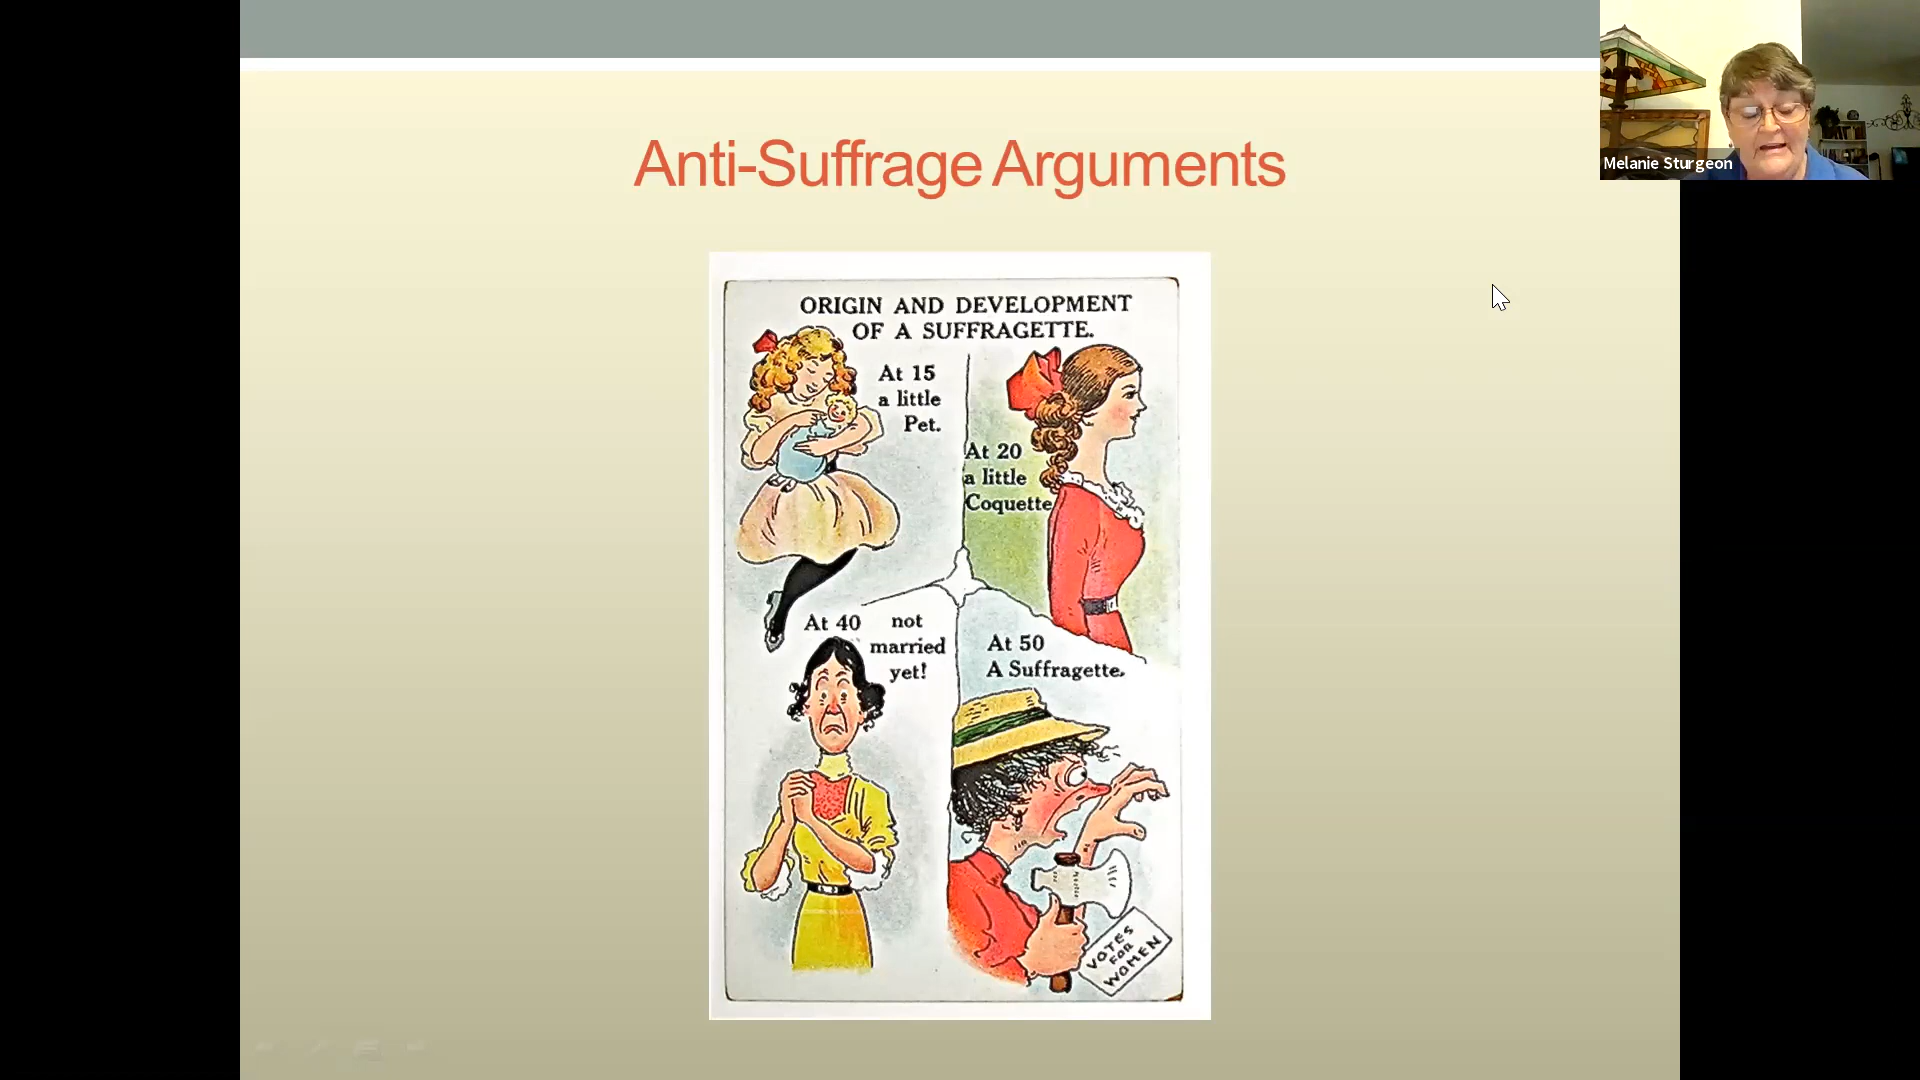 Anti-Suffrage Arguments
Melanie Sturgeon
ORIGIN AND DEVELOPMENT
OF A SUFFRAGETTE.
At 15
a little
Pet.
At 20
a little
Coquette
At 40 not
married
yet!
At 50
A Suffragette.
VOTES
FOR
WOMEN